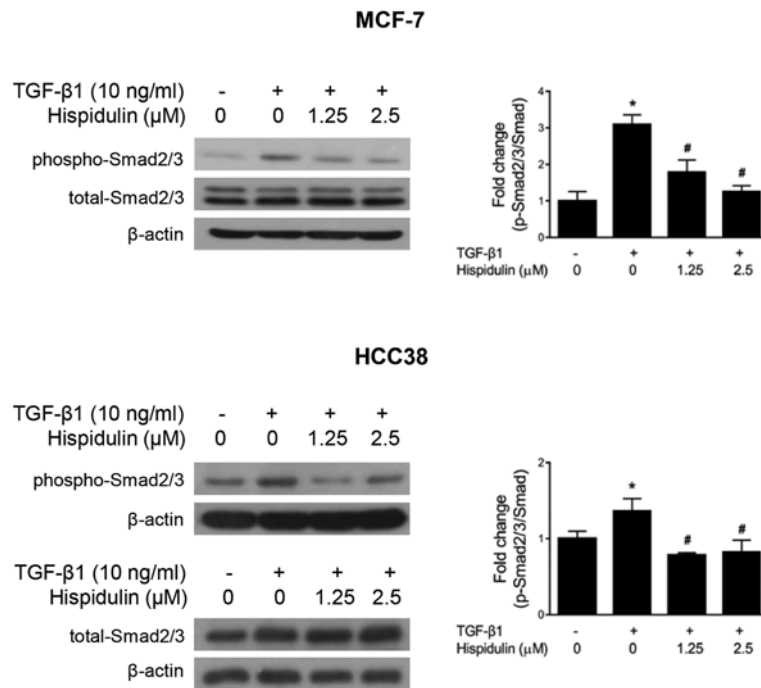 MCF-7
TGF-β1 (10 ng/ml) - + + +
Hispidulin (µM) 0 0 1.25 2.5
phospho-Smad2/3
total-Smad2/3
β-actin
Fold change
(p-Smad2/3/Smad)
4
3
2
1
0
* # #
TGF-β1 - + + +
Hispidulin (µM) 0 0 1.25 2.5
HCC38
TGF-β1 (10 ng/ml) - + + +
Hispidulin (µM) 0 0 1.25 2.5
phospho-Smad2/3
β-actin
TGF-β1 (10 ng/ml) - + + +
Hispidulin (µM) 0 0 1.25 2.5
total-Smad2/3
β-actin
Fold change
(p-Smad2/3/Smad)
2
1
0
* # #
TGF-β1 - + + +
Hispidulin (µM) 0 0 1.25 2.5